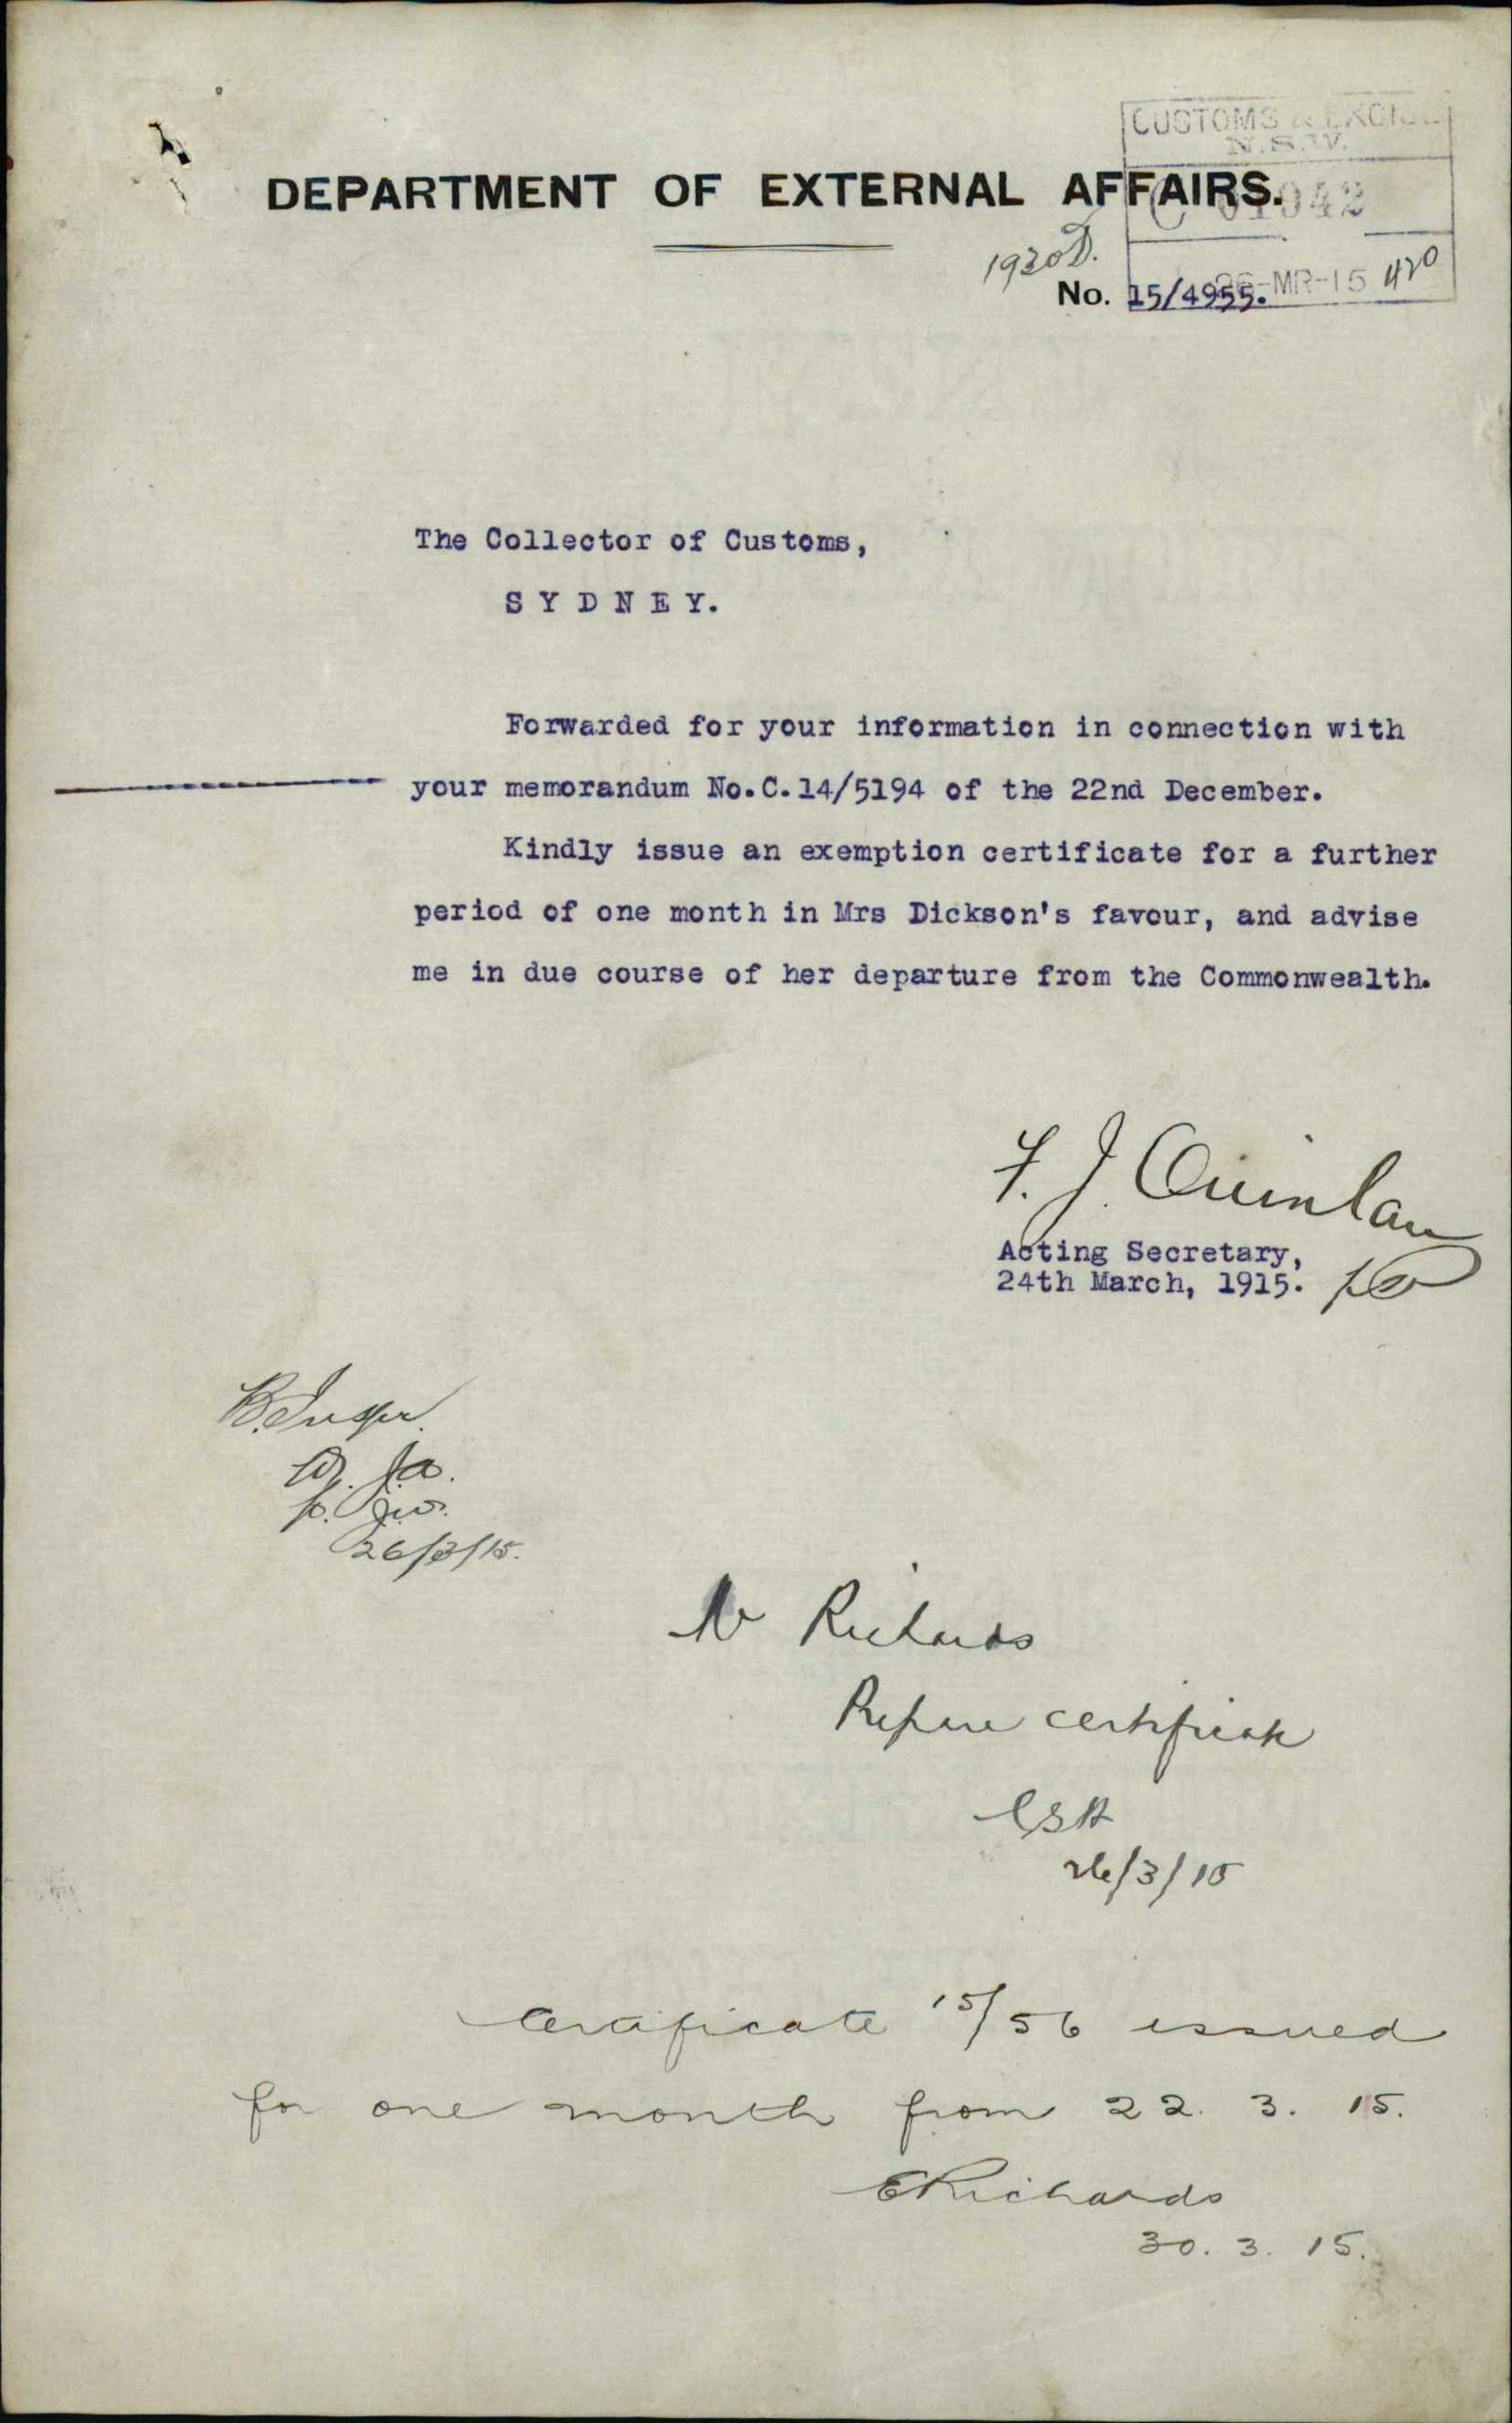 CUSTOMS & EXCISE
N.S.W.
DEPARTMENT OF EXTERNAL AFFAIRS.
1920D.
26-MR-15 420
No. 15/4955.
The Collector of Customs,
SYDNEY.
Forwarded for your information in connection with
your memorandum No.C.14/5194 of the 22nd December.
Kindly issue an exemption certificate for a further
period of one month in Mrs Dickson's favour, and advise
me in due course of her departure from the Commonwealth.
F. J. Quinlan
Acting Secretary,
24th March, 1915.
26/3/15.
Mr Richards
Prepare certificate
26/3/15
Certificate 15/56 issued
for one month from 22. 3. 15.
E Richards
30. 3. 15.